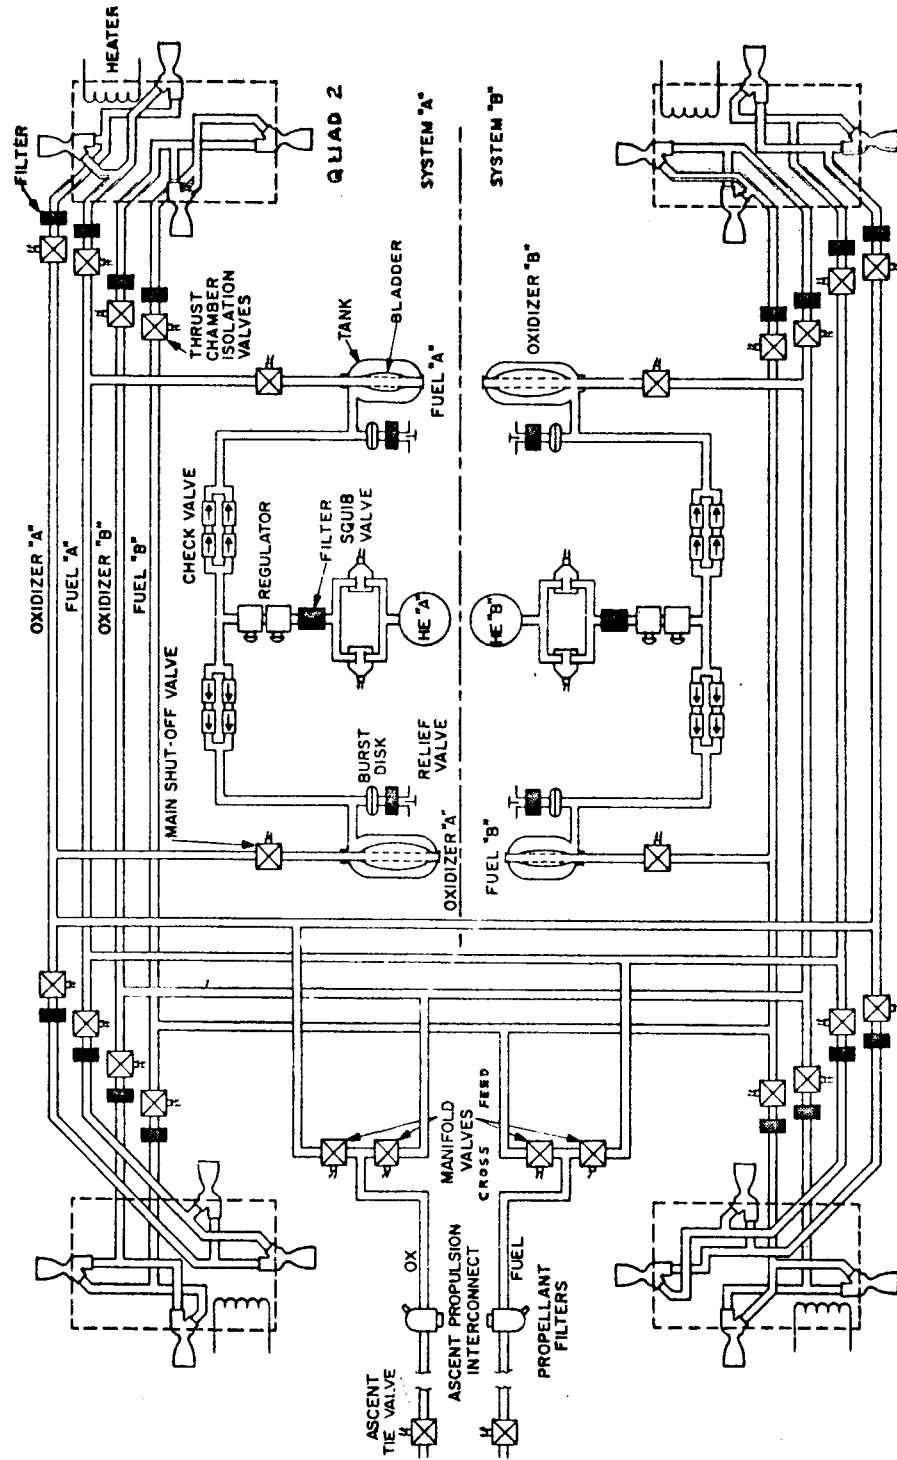 HEATER
FILTER
QUAD 2
SYSTEM "A"
SYSTEM "B"
THRUST
CHAMBER
ISOLATION
VALVES
TANK
BLADDER
FUEL "A"
OXIDIZER "B"
OXIDIZER "A"
FUEL "A"
OXIDIZER "B"
FUEL "B"
CHECK VALVE
REGULATOR
FILTER
SQUIB
VALVE
HE "A"
HE "B"
MAIN SHUT-OFF VALVE
BURST
DISK
RELIEF
VALVE
OXIDIZER "A"
FUEL "B"
MANIFOLD
VALVES
CROSS FEED
OX
FUEL
ASCENT PROPULSION
INTERCONNECT
PROPELLANT
FILTERS
ASCENT
TIE VALVE